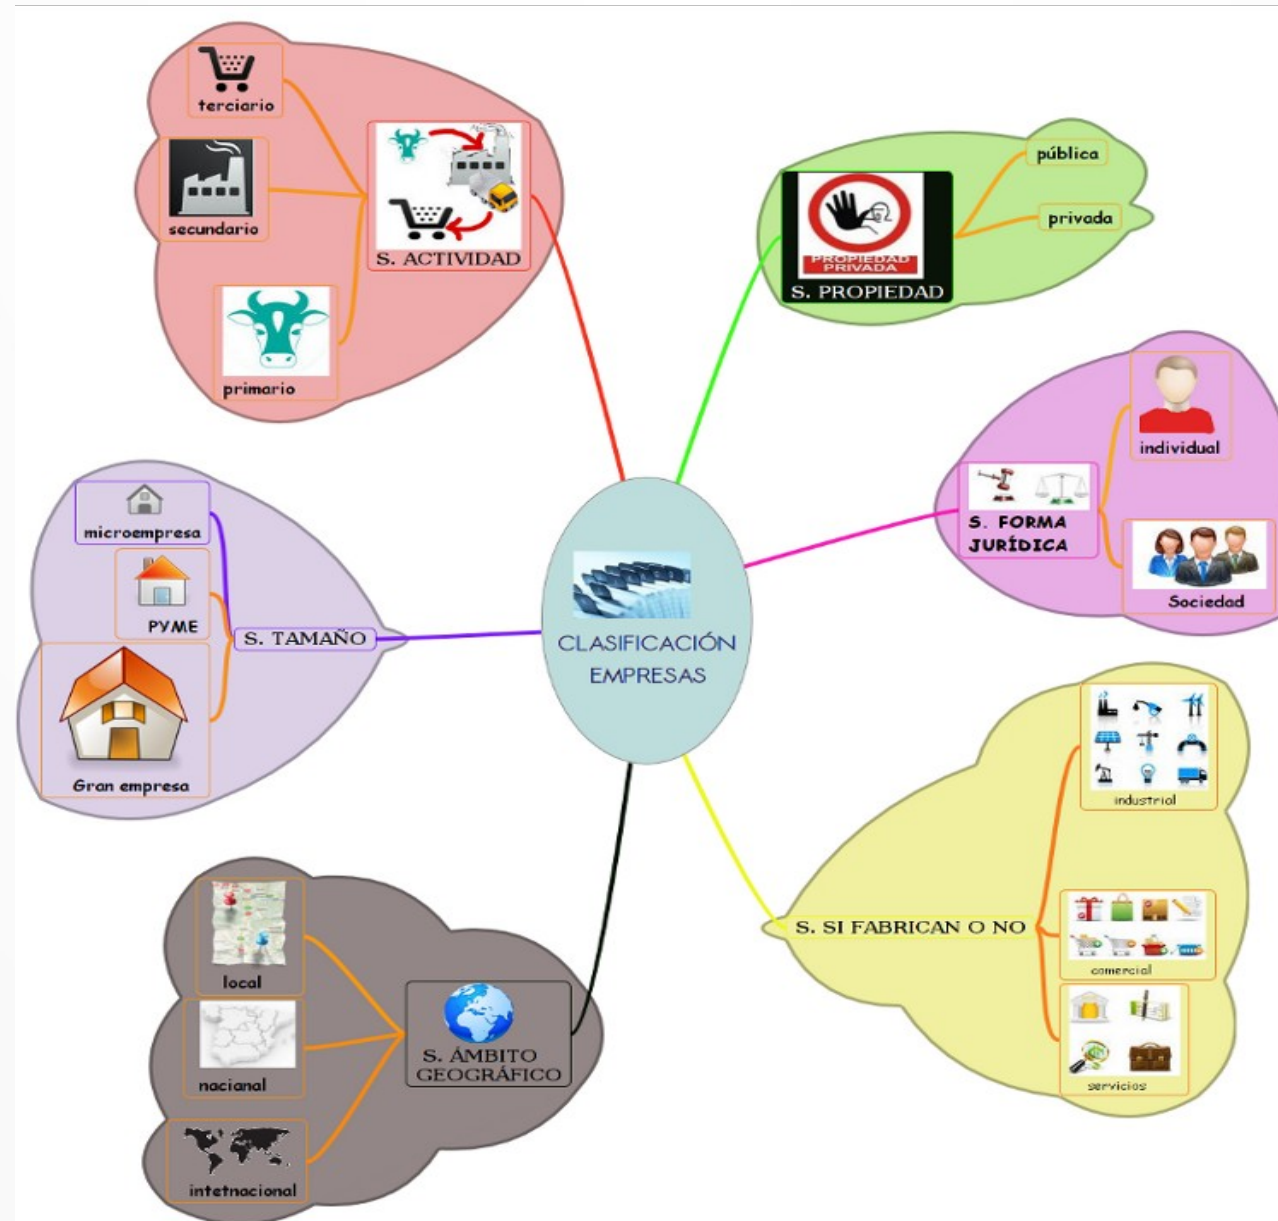 terciario
secundario
primario
S. ACTIVIDAD
PROPIEDAD
PRIVADA
S. PROPIEDAD
pública
privada
individual
S. FORMA
JURÍDICA
Sociedad
microempresa
PYME
Gran empresa
S. TAMAÑO
CLASIFICACIÓN
EMPRESAS
industrial
S. SI FABRICAN O NO
comercial
servicios
local
nacianal
intetnacional
S. ÁMBITO
GEOGRÁFICO